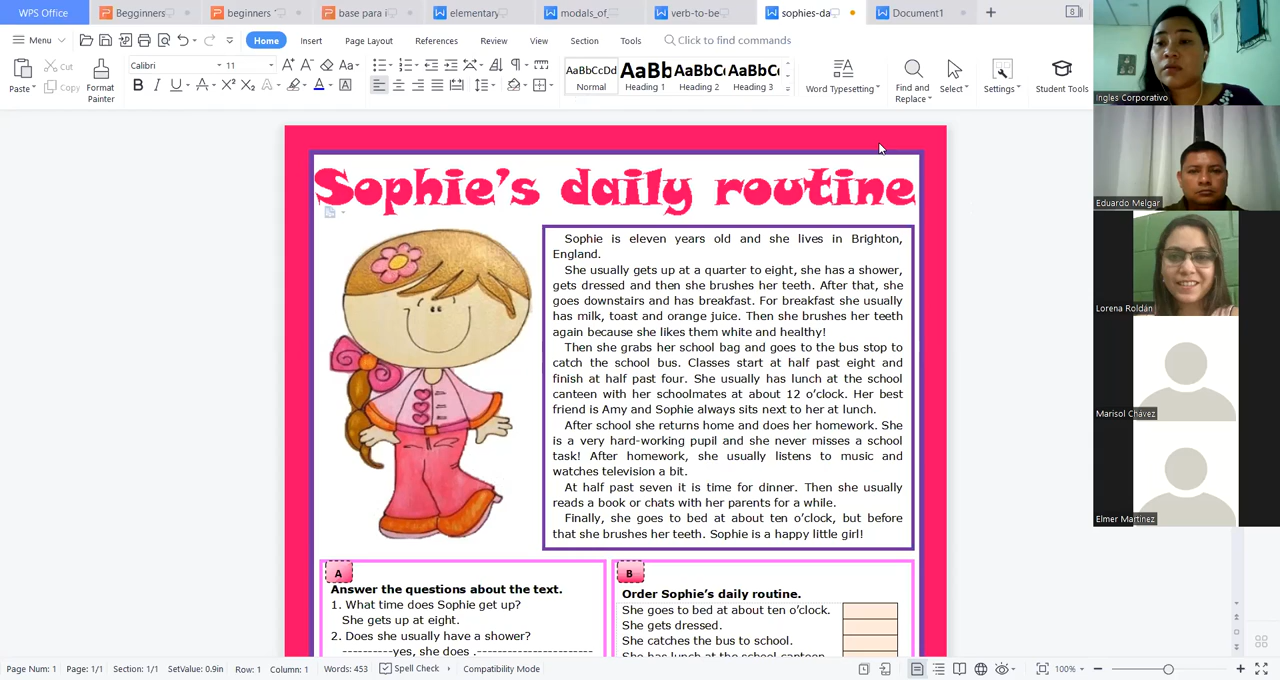 WPS Office
Begginners
beginners
base para i
elementary
modals_of_
verb-to-be
sophies-da
Document1
8
Menu
Home
Insert
Page Layout
References
Review
View
Section
Tools
Click to find commands
Paste
Cut
Copy
Format
Painter
Calibri
11
AaBbCcDd
Normal
AaBb
Heading 1
AaBbCc
Heading 2
AaBbCc
Heading 3
Word Typesetting
Find and
Replace
Select
Settings
Student Tools
Ingles Corporativo
Eduardo Melgar
Lorena Roldán
Marisol Chávez
Elmer Martinez
Sophie's daily routine
Sophie is eleven years old and she lives in Brighton,
England.
She usually gets up at a quarter to eight, she has a shower,
gets dressed and then she brushes her teeth. After that, she
goes downstairs and has breakfast. For breakfast she usually
has milk, toast and orange juice. Then she brushes her teeth
again because she likes them white and healthy!
Then she grabs her school bag and goes to the bus stop to
catch the school bus. Classes start at half past eight and
finish at half past four. She usually has lunch at the school
canteen with her schoolmates at about 12 o'clock. Her best
friend is Amy and Sophie always sits next to her at lunch.
After school she returns home and does her homework. She
is a very hard-working pupil and she never misses a school
task! After homework, she usually listens to music and
watches television a bit.
At half past seven it is time for dinner. Then she usually
reads a book or chats with her parents for a while.
Finally, she goes to bed at about ten o'clock, but before
that she brushes her teeth. Sophie is a happy little girl!
A
Answer the questions about the text.
1. What time does Sophie get up?
She gets up at eight.
2. Does she usually have a shower?
----------yes, she does .----------------------
B
Order Sophie's daily routine.
She goes to bed at about ten o'clock.
She gets dressed.
She catches the bus to school.
She has lunch at the school canteen
Page Num: 1
Page: 1/1
Section: 1/1
SetValue: 0.9in
Row: 1
Column: 1
Words: 453
Spell Check
Compatibility Mode
100%